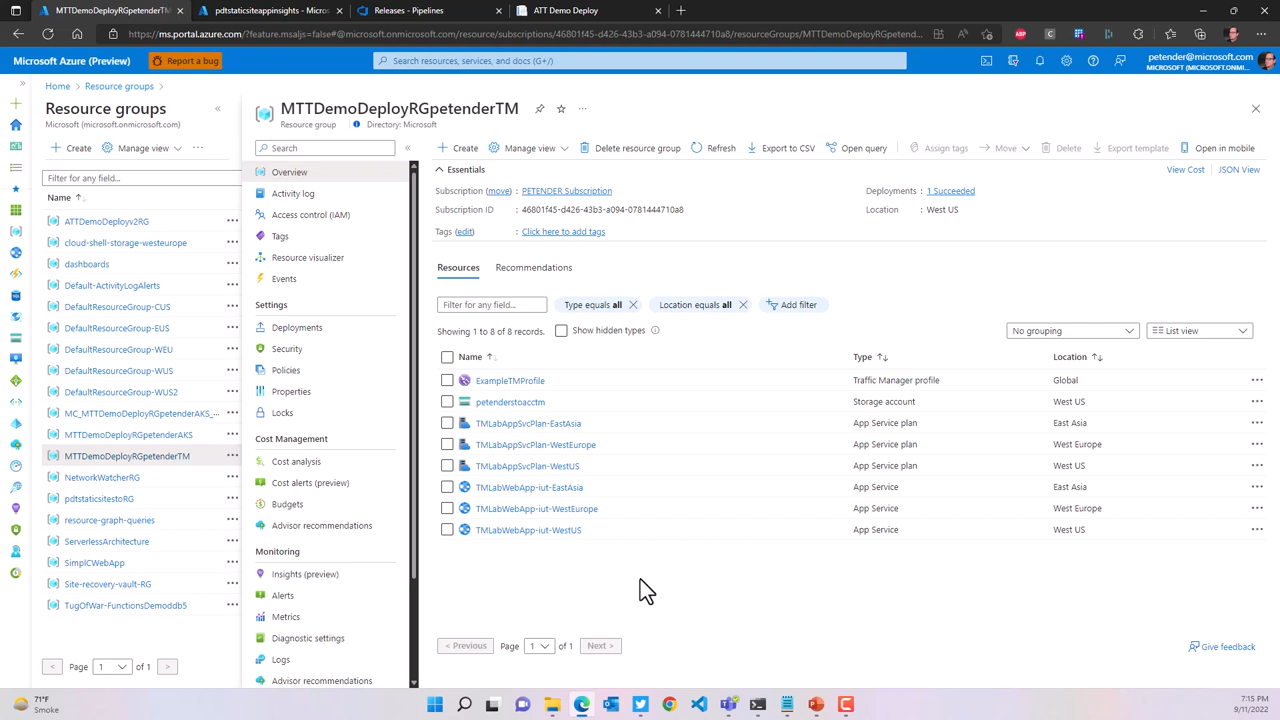 MTTDemoDeployRGpetenderTM
pdtstaticsiteappinsights - Micros
Releases - Pipelines
ATT Demo Deploy
https://ms.portal.azure.com/?feature.msaljs=true#@microsoft.onmicrosoft.com/resource/subscriptions/46801f45-d426-43b3-a094-0781444710a8/resourceGroups/MTTDemoDeployRGpetend...
Microsoft Azure (Preview)
Report a bug
Search resources, services, and docs (G+/)
petender@microsoft.com
MICROSOFT (MICROSOFT.ONMI...
Home > Resource groups >
Resource groups
Microsoft (microsoft.onmicrosoft.com)
Create
Manage view
Filter for any field...
Name
ATTDemoDeployv2RG
cloud-shell-storage-westeurope
dashboards
Default-ActivityLogAlerts
DefaultResourceGroup-CUS
DefaultResourceGroup-EUS
DefaultResourceGroup-WEU
DefaultResourceGroup-WUS
DefaultResourceGroup-WUS2
MC_MTTDemoDeployRGpetenderAKS_...
MTTDemoDeployRGpetenderAKS
MTTDemoDeployRGpetenderTM
NetworkWatcherRG
pdtstaticsitestoRG
resource-graph-queries
ServerlessArchitecture
SimplCWebApp
Site-recovery-vault-RG
TugOfWar-FunctionsDemoddb5
< Page 1 of 1 >
MTTDemoDeployRGpetenderTM
Resource group
Directory: Microsoft
Search
Overview
Activity log
Access control (IAM)
Tags
Resource visualizer
Events
Settings
Deployments
Security
Policies
Properties
Locks
Cost Management
Cost analysis
Cost alerts (preview)
Budgets
Advisor recommendations
Monitoring
Insights (preview)
Alerts
Metrics
Diagnostic settings
Logs
Advisor recommendations
Create Manage view Delete resource group Refresh Export to CSV Open query Assign tags Move Delete Export template Open in mobile
Essentials
View Cost JSON View
Subscription (move) : PETENDER Subscription
Deployments : 1 Succeeded
Subscription ID : 46801f45-d426-43b3-a094-0781444710a8
Location : West US
Tags (edit) : Click here to add tags
Resources Recommendations
Filter for any field... Type equals all Location equals all Add filter
Showing 1 to 8 of 8 records. Show hidden types No grouping List view
Name Type Location
ExampleTMProfile Traffic Manager profile Global
petenderstoacctm Storage account West US
TMLabAppSvcPlan-EastAsia App Service plan East Asia
TMLabAppSvcPlan-WestEurope App Service plan West Europe
TMLabAppSvcPlan-WestUS App Service plan West US
TMLabWebApp-iut-EastAsia App Service East Asia
TMLabWebApp-iut-WestEurope App Service West Europe
TMLabWebApp-iut-WestUS App Service West US
< Previous Page 1 of 1 Next >
Give feedback
71°F
Smoke
7:15 PM
9/11/2022